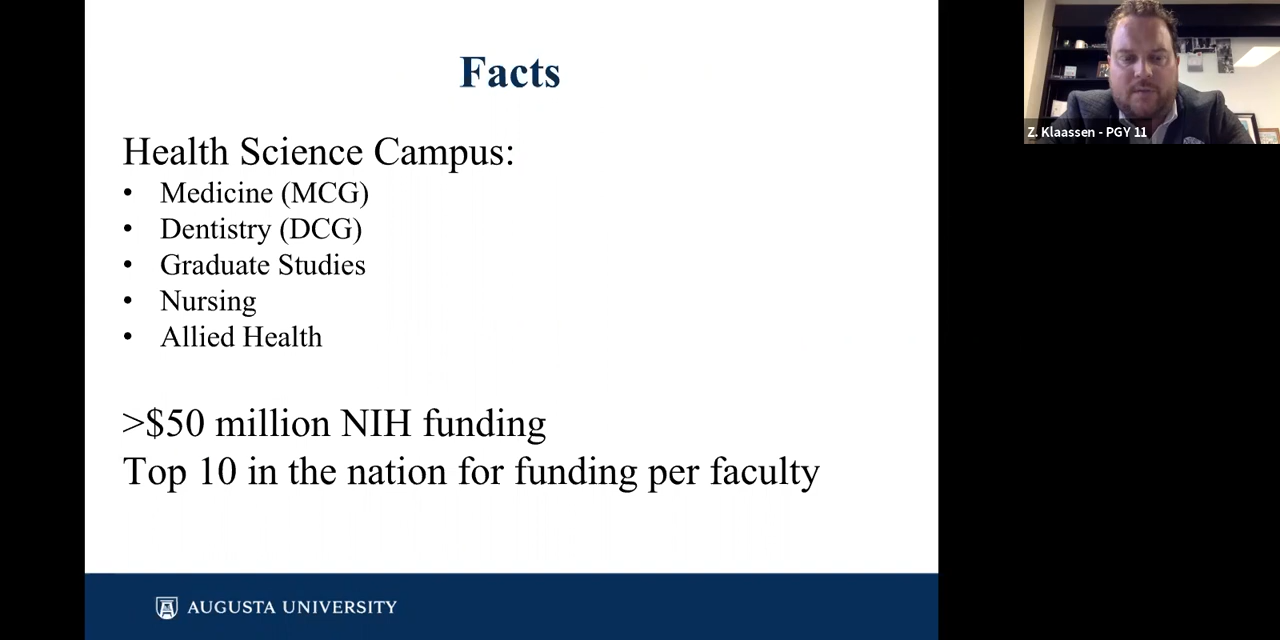 Facts
Health Science Campus:
• Medicine (MCG)
• Dentistry (DCG)
• Graduate Studies
• Nursing
• Allied Health
>$50 million NIH funding
Top 10 in the nation for funding per faculty
AUGUSTA UNIVERSITY
Z. Klaassen - PGY 11